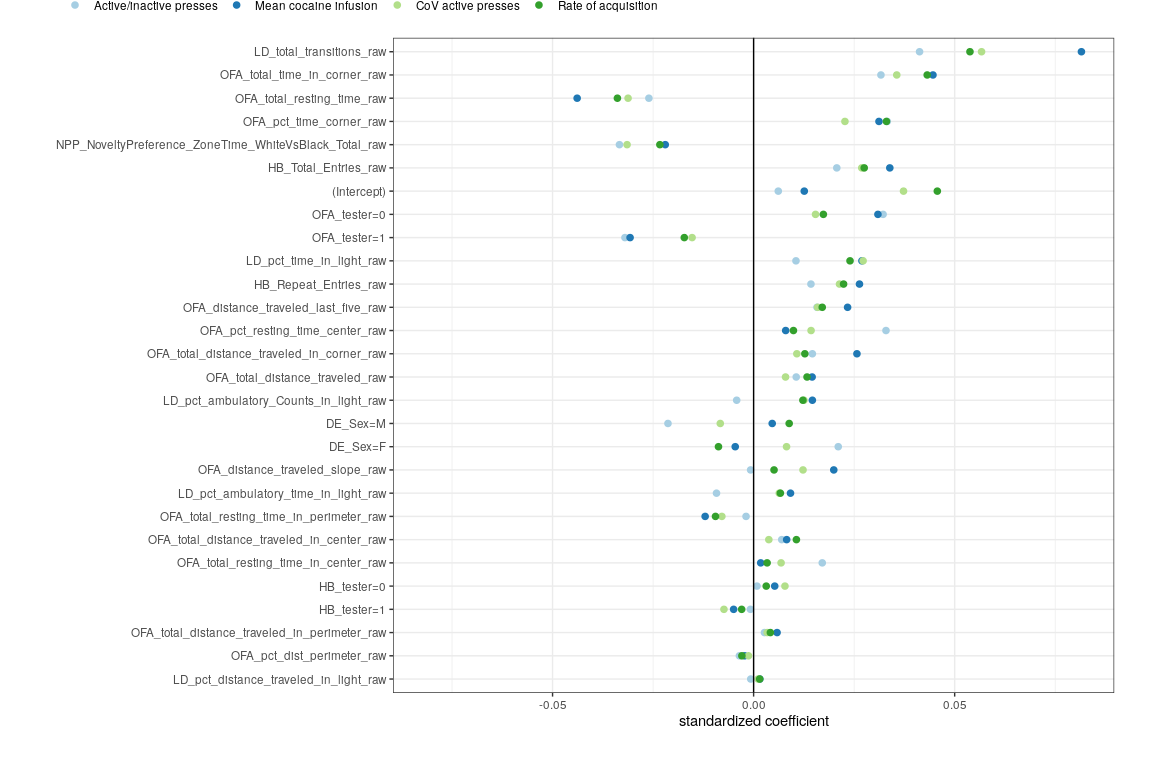 Active/inactive presses Mean cocaine infusion CoV active presses Rate of acquisition
LD_total_transitions_raw
OFA_total_time_in_corner_raw
OFA_total_resting_time_raw
OFA_pct_time_corner_raw
NPP_NoveltyPreference_ZoneTime_WhiteVsBlack_Total_raw
HB_Total_Entries_raw
(Intercept)
OFA_tester=0
OFA_tester=1
LD_pct_time_in_light_raw
HB_Repeat_Entries_raw
OFA_distance_traveled_last_five_raw
OFA_pct_resting_time_center_raw
OFA_total_distance_traveled_in_corner_raw
OFA_total_distance_traveled_raw
LD_pct_ambulatory_Counts_in_light_raw
DE_Sex=M
DE_Sex=F
OFA_distance_traveled_slope_raw
LD_pct_ambulatory_time_in_light_raw
OFA_total_resting_time_in_perimeter_raw
OFA_total_distance_traveled_in_center_raw
OFA_total_resting_time_in_center_raw
HB_tester=0
HB_tester=1
OFA_total_distance_traveled_in_perimeter_raw
OFA_pct_dist_perimeter_raw
LD_pct_distance_traveled_in_light_raw
-0.05 0.00 0.05
standardized coefficient